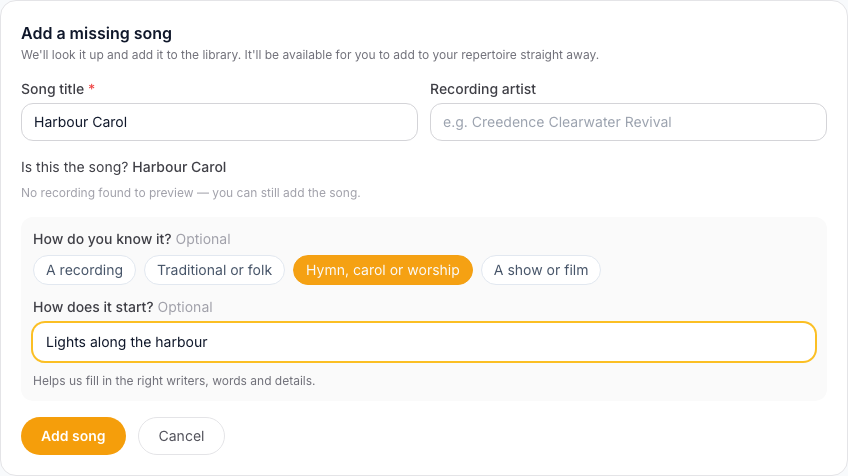 Add a missing song
We'll look it up and add it to the library. It'll be available for you to add to your repertoire straight away.
Song title *
Recording artist
Harbour Carol
e.g. Creedence Clearwater Revival
Is this the song? Harbour Carol
No recording found to preview — you can still add the song.
How do you know it? Optional
A recording
Traditional or folk
Hymn, carol or worship
A show or film
How does it start? Optional
Lights along the harbour
Helps us fill in the right writers, words and details.
Add song
Cancel